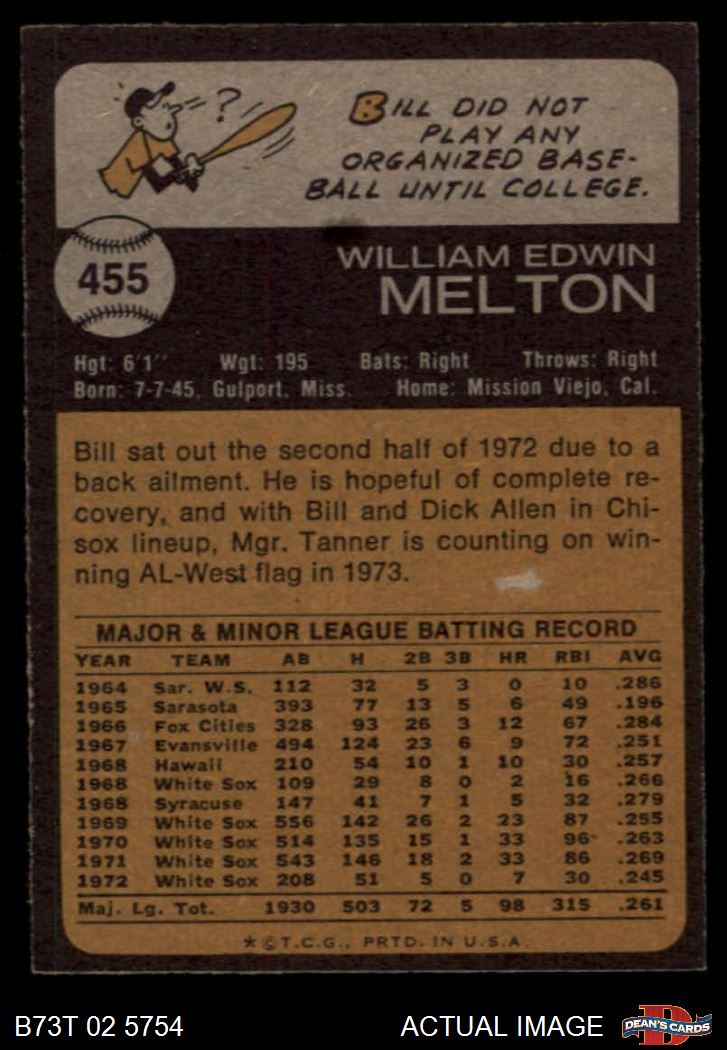 ?
BILL DID NOT
PLAY ANY
ORGANIZED BASE-
BALL UNTIL COLLEGE.
455
WILLIAM EDWIN
MELTON
Hgt: 6'1" Wgt: 195 Bats: Right Throws: Right
Born: 7-7-45, Gulport, Miss. Home: Mission Viejo, Cal.
Bill sat out the second half of 1972 due to a
back ailment. He is hopeful of complete re-
covery, and with Bill and Dick Allen in Chi-
sox lineup, Mgr. Tanner is counting on win-
ning AL-West flag in 1973.
MAJOR & MINOR LEAGUE BATTING RECORD
YEAR TEAM AB H 2B 3B HR RBI AVG
1964 Sar. W.S. 112 32 5 3 0 10 .286
1965 Sarasota 393 77 13 5 6 49 .196
1966 Fox Cities 328 93 26 3 12 67 .284
1967 Evansville 494 124 23 6 9 72 .251
1968 Hawaii 210 54 10 1 10 30 .257
1968 White Sox 109 29 8 0 2 16 .266
1968 Syracuse 147 41 7 1 5 32 .279
1969 White Sox 556 142 26 2 23 87 .255
1970 White Sox 514 135 15 1 33 96 .263
1971 White Sox 543 146 18 2 33 86 .269
1972 White Sox 208 51 5 0 7 30 .245
Maj. Lg. Tot. 1930 503 72 5 98 315 .261
*©T.C.G., PRTD. IN U.S.A.
B73T 02 5754 ACTUAL IMAGE D DEAN'S CARDS